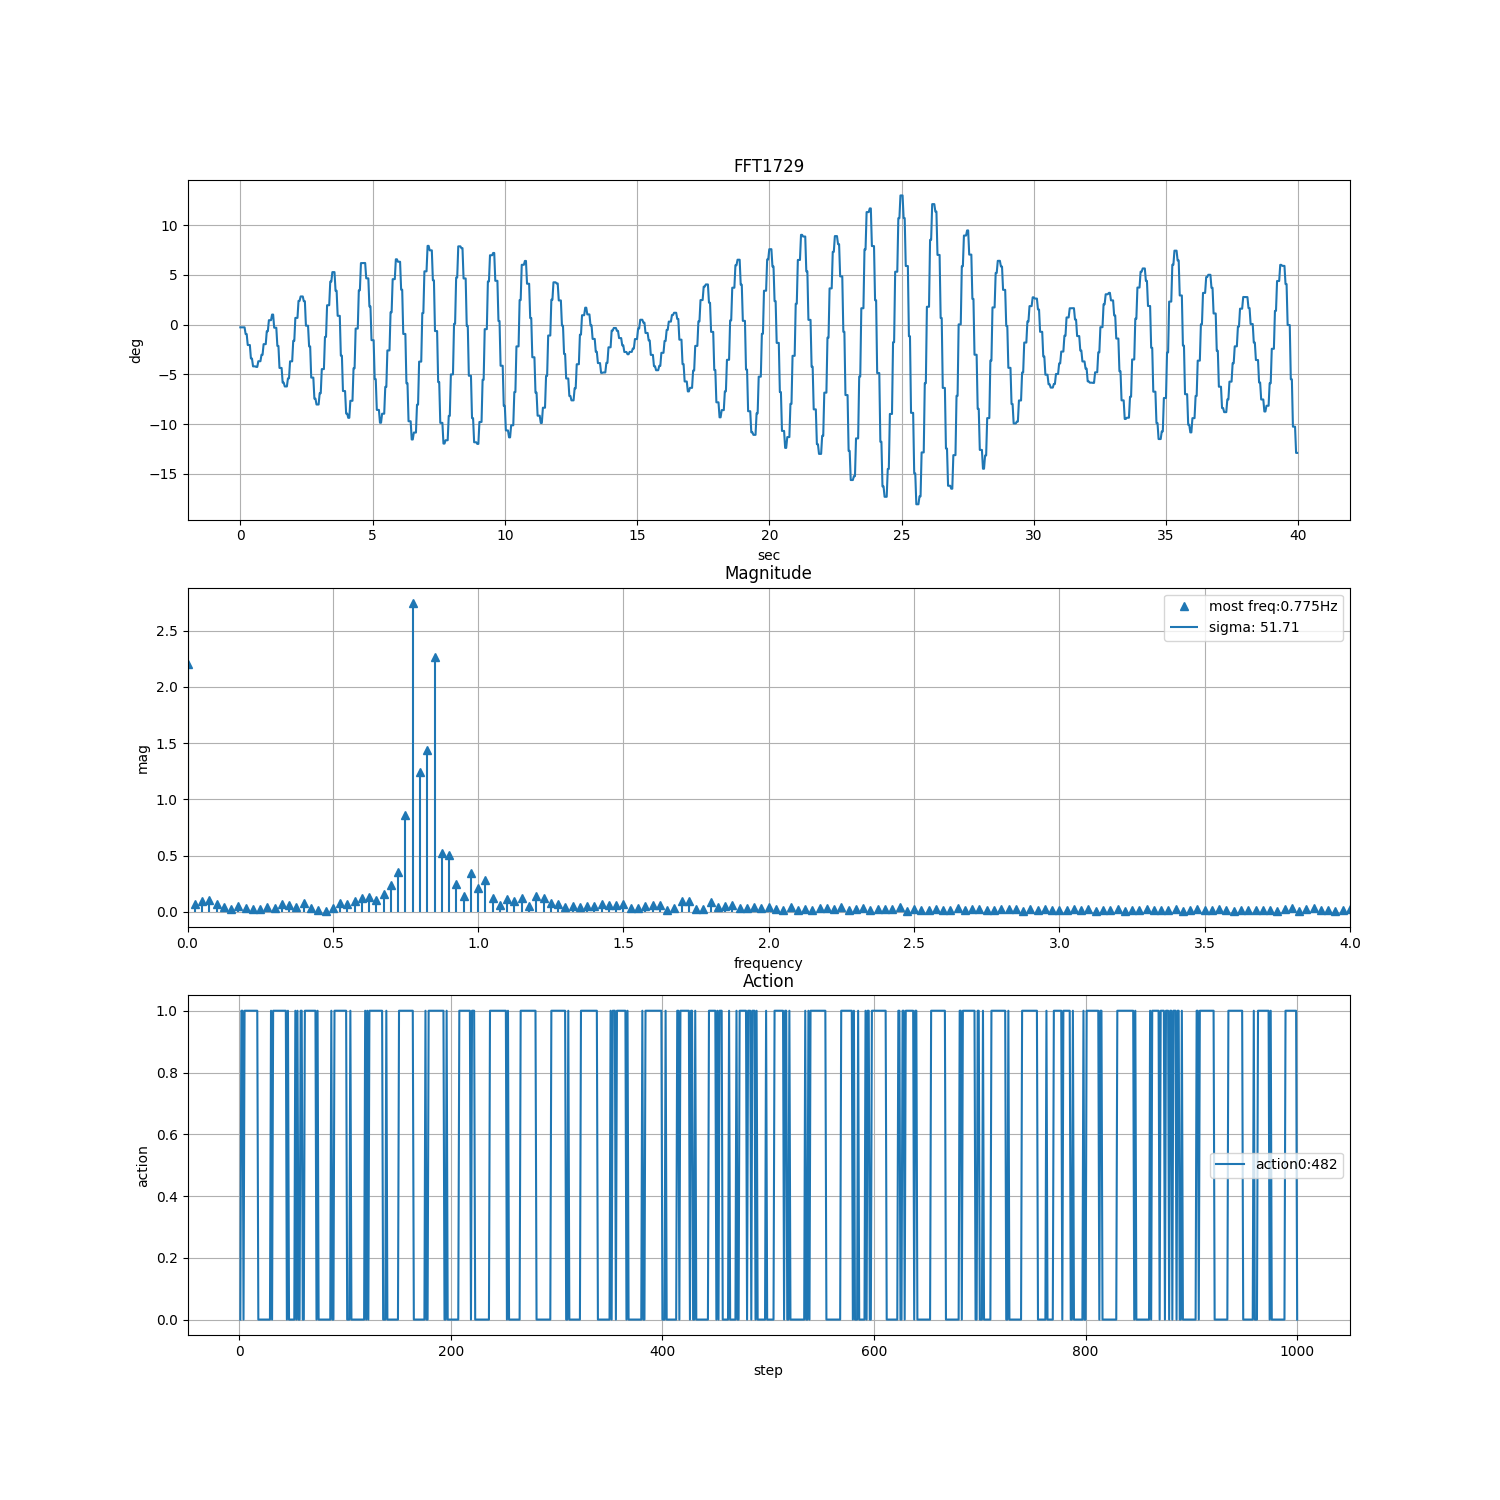 FFT1729
deg
10
5
0
−5
−10
−15
0 5 10 15 20 25 30 35 40
sec
Magnitude
mag
2.5
2.0
1.5
1.0
0.5
0.0
most freq:0.775Hz
sigma: 51.71
0.0 0.5 1.0 1.5 2.0 2.5 3.0 3.5 4.0
frequency
Action
action
1.0
0.8
0.6
0.4
0.2
0.0
action0:482
0 200 400 600 800 1000
step